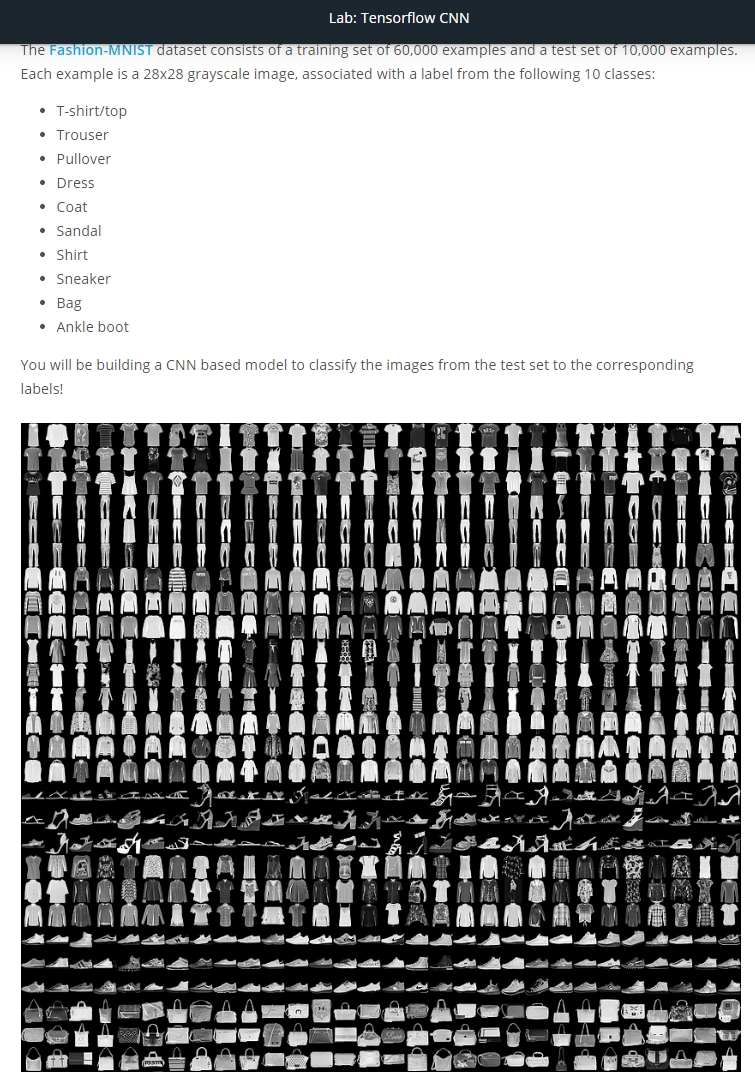 Lab: Tensorflow CNN
The Fashion-MNIST dataset consists of a training set of 60,000 examples and a test set of 10,000 examples.
Each example is a 28x28 grayscale image, associated with a label from the following 10 classes:
T-shirt/top
Trouser
Pullover
Dress
Coat
Sandal
Shirt
Sneaker
Bag
Ankle boot
You will be building a CNN based model to classify the images from the test set to the corresponding
labels!